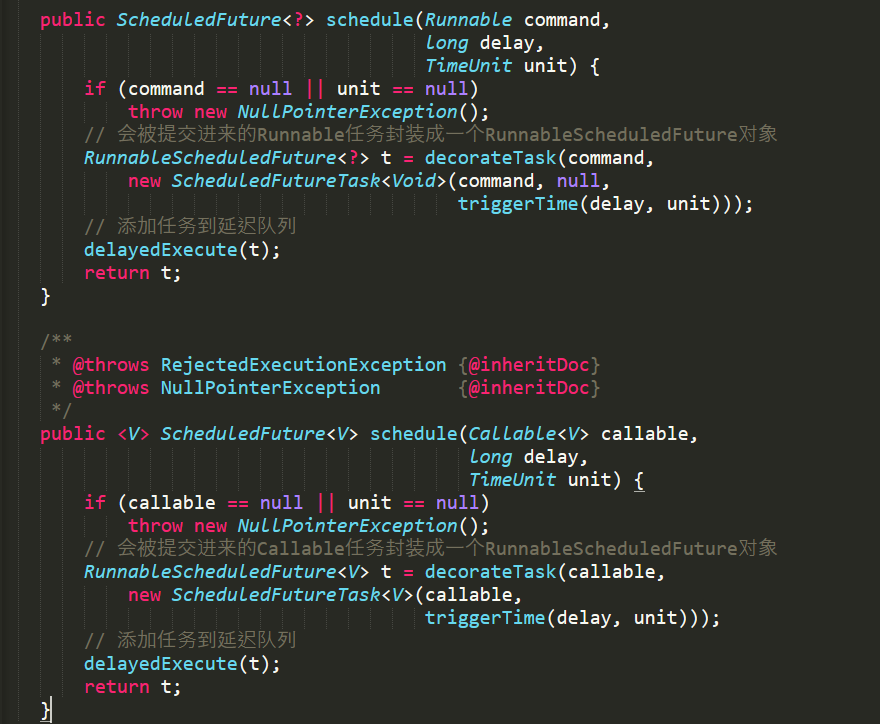 public ScheduledFuture<?> schedule(Runnable command,
long delay,
TimeUnit unit) {
if (command == null || unit == null)
throw new NullPointerException();
// 会被提交进来的Runnable任务封装成一个RunnableScheduledFuture对象
RunnableScheduledFuture<?> t = decorateTask(command,
new ScheduledFutureTask<Void>(command, null,
triggerTime(delay, unit)));
// 添加任务到延迟队列
delayedExecute(t);
return t;
}
/**
* @throws RejectedExecutionException {@inheritDoc}
* @throws NullPointerException       {@inheritDoc}
*/
public <V> ScheduledFuture<V> schedule(Callable<V> callable,
long delay,
TimeUnit unit) {
if (callable == null || unit == null)
throw new NullPointerException();
// 会被提交进来的Callable任务封装成一个RunnableScheduledFuture对象
RunnableScheduledFuture<V> t = decorateTask(callable,
new ScheduledFutureTask<V>(callable,
triggerTime(delay, unit)));
// 添加任务到延迟队列
delayedExecute(t);
return t;
}